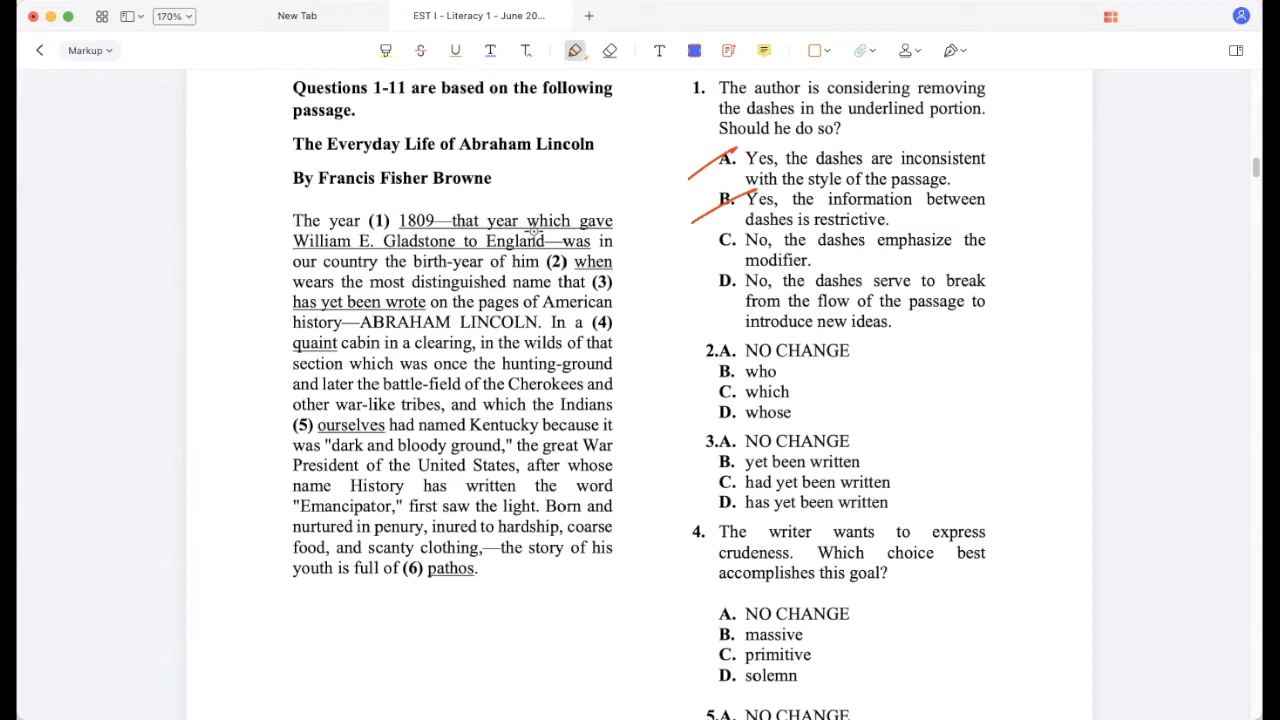 170%
New Tab
EST I - Literacy 1 - June 20...
Markup
Questions 1-11 are based on the following
passage.
The Everyday Life of Abraham Lincoln
By Francis Fisher Browne
The year (1) 1809—that year which gave
William E. Gladstone to England—was in
our country the birth-year of him (2) when
wears the most distinguished name that (3)
has yet been wrote on the pages of American
history—ABRAHAM LINCOLN. In a (4)
quaint cabin in a clearing, in the wilds of that
section which was once the hunting-ground
and later the battle-field of the Cherokees and
other war-like tribes, and which the Indians
(5) ourselves had named Kentucky because it
was "dark and bloody ground," the great War
President of the United States, after whose
name History has written the word
"Emancipator," first saw the light. Born and
nurtured in penury, inured to hardship, coarse
food, and scanty clothing,—the story of his
youth is full of (6) pathos.
1. The author is considering removing
the dashes in the underlined portion.
Should he do so?
A. Yes, the dashes are inconsistent
with the style of the passage.
B. Yes, the information between
dashes is restrictive.
C. No, the dashes emphasize the
modifier.
D. No, the dashes serve to break
from the flow of the passage to
introduce new ideas.
2.A. NO CHANGE
B. who
C. which
D. whose
3.A. NO CHANGE
B. yet been written
C. had yet been written
D. has yet been written
4. The writer wants to express
crudeness. Which choice best
accomplishes this goal?
A. NO CHANGE
B. massive
C. primitive
D. solemn
5.A. NO CHANGE